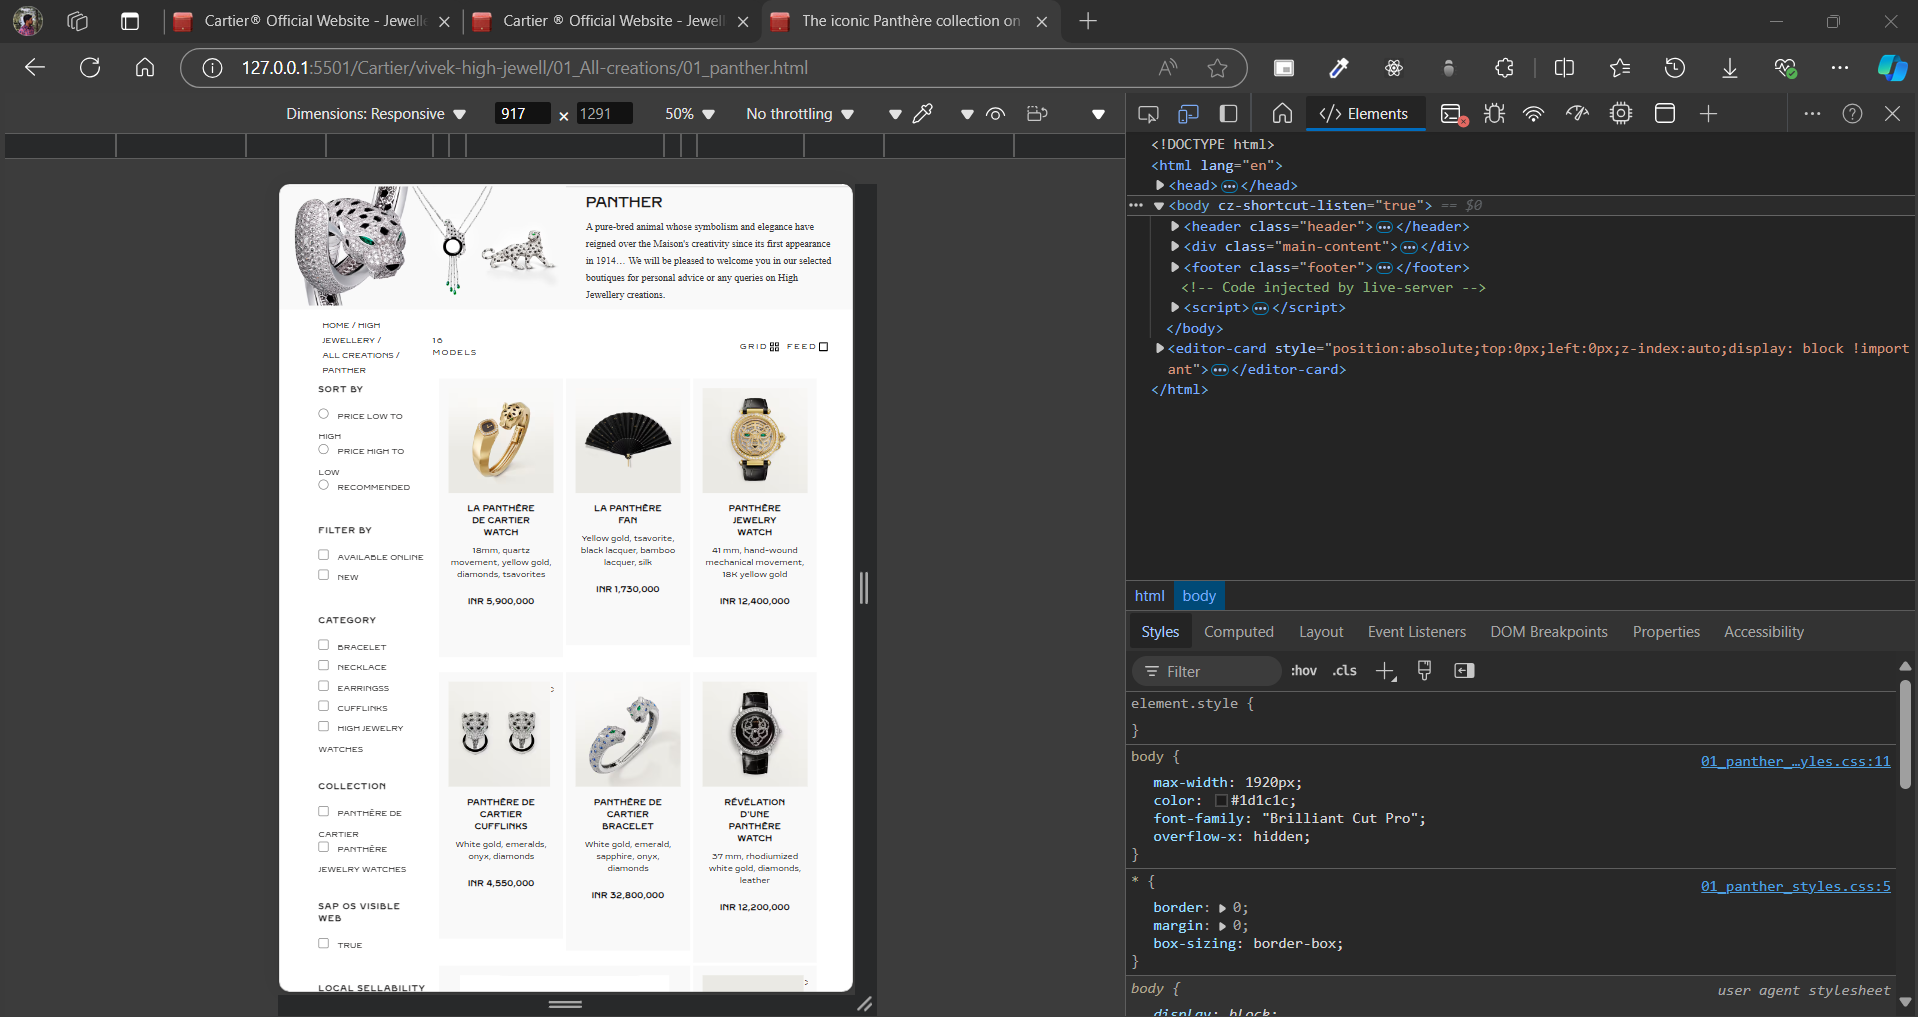 Cartier® Official Website - Jewelle
Cartier ® Official Website - Jewell
The iconic Panthère collection on
127.0.0.1:5501/Cartier/vivek-high-jewell/01_All-creations/01_panther.html
Dimensions: Responsive
917 × 1291
50%
No throttling
PANTHER
A pure-bred animal whose symbolism and elegance have
reigned over the Maison's creativity since its first appearance
in 1914… We will be pleased to welcome you in our selected
boutiques for personal advice or any queries on High
Jewellery creations.
HOME / HIGH
JEWELLERY /
ALL CREATIONS /
PANTHER
16
MODELS
GRID
FEED
SORT BY
PRICE LOW TO
HIGH
PRICE HIGH TO
LOW
RECOMMENDED
FILTER BY
AVAILABLE ONLINE
NEW
CATEGORY
BRACELET
NECKLACE
EARRINGSS
CUFFLINKS
HIGH JEWELRY
WATCHES
COLLECTION
PANTHÈRE DE
CARTIER
PANTHÈRE
JEWELRY WATCHES
SAP OS VISIBLE
WEB
TRUE
LOCAL SELLABILITY
LA PANTHÈRE
DE CARTIER
WATCH
18mm, quartz
movement, yellow gold,
diamonds, tsavorites
INR 5,900,000
LA PANTHÈRE
FAN
Yellow gold, tsavorite,
black lacquer, bamboo
lacquer, silk
INR 1,730,000
PANTHÈRE
JEWELRY
WATCH
41 mm, hand-wound
mechanical movement,
18K yellow gold
INR 12,400,000
PANTHÈRE DE
CARTIER
CUFFLINKS
White gold, emeralds,
onyx, diamonds
INR 4,550,000
PANTHÈRE DE
CARTIER
BRACELET
White gold, emerald,
sapphire, onyx,
diamonds
INR 32,800,000
RÉVÉLATION
D'UNE
PANTHÈRE
WATCH
37 mm, rhodiumized
white gold, diamonds,
leather
INR 12,200,000
</> Elements
<!DOCTYPE html>
<html lang="en">
<head>…</head>
<body cz-shortcut-listen="true"> == $0
<header class="header">…</header>
<div class="main-content">…</div>
<footer class="footer">…</footer>
<!-- Code injected by live-server -->
<script>…</script>
</body>
<editor-card style="position:absolute;top:0px;left:0px;z-index:auto;display: block !import
ant">…</editor-card>
</html>
html body
Styles Computed Layout Event Listeners DOM Breakpoints Properties Accessibility
Filter
:hov .cls
element.style {
}
body {
01_panther_…yles.css:11
max-width: 1920px;
color: #1d1c1c;
font-family: "Brilliant Cut Pro";
overflow-x: hidden;
}
* {
01_panther_styles.css:5
border: 0;
margin: 0;
box-sizing: border-box;
}
body {
user agent stylesheet
display: block;